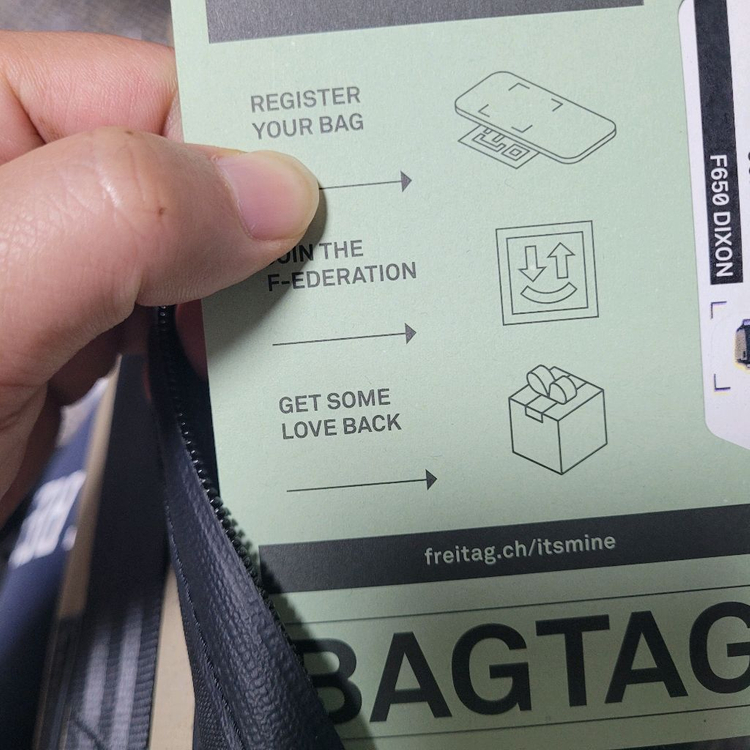 REGISTER
YOUR BAG
JOIN THE
F-EDERATION
GET SOME
LOVE BACK
freitag.ch/itsmine
BAGTAG
F650 DIXON